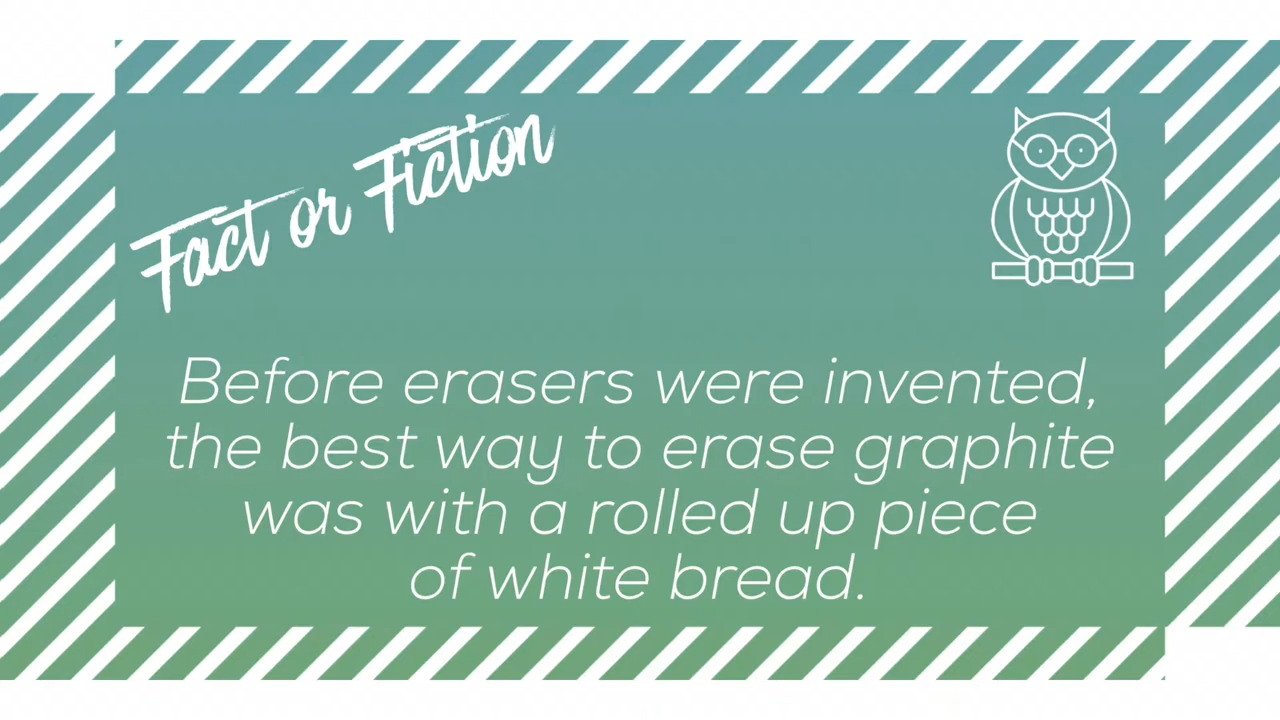 Fact or Fiction
Before erasers were invented,
the best way to erase graphite
was with a rolled up piece
of white bread.